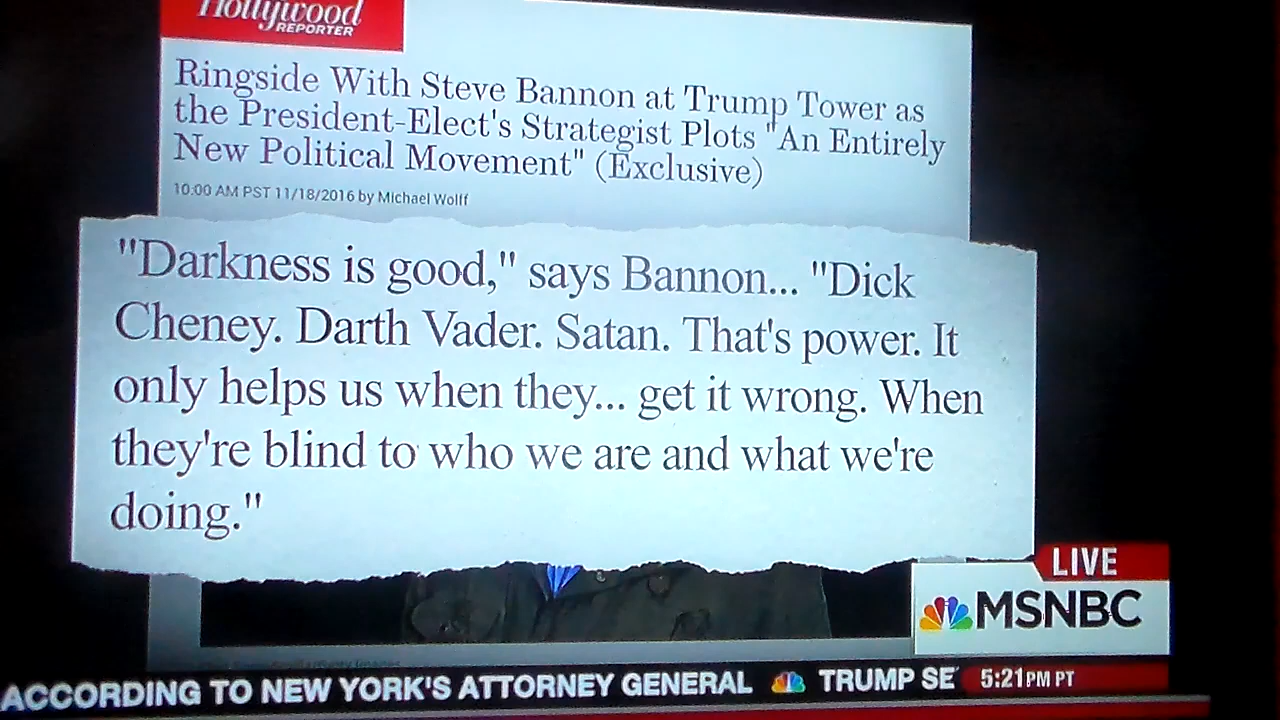 Hollywood
REPORTER
Ringside With Steve Bannon at Trump Tower as
the President-Elect's Strategist Plots "An Entirely
New Political Movement" (Exclusive)
10:00 AM PST 11/18/2016 by Michael Wolff
"Darkness is good," says Bannon... "Dick
Cheney. Darth Vader. Satan. That's power. It
only helps us when they... get it wrong. When
they're blind to who we are and what we're
doing."
LIVE
MSNBC
ACCORDING TO NEW YORK'S ATTORNEY GENERAL TRUMP SE 5:21PM PT